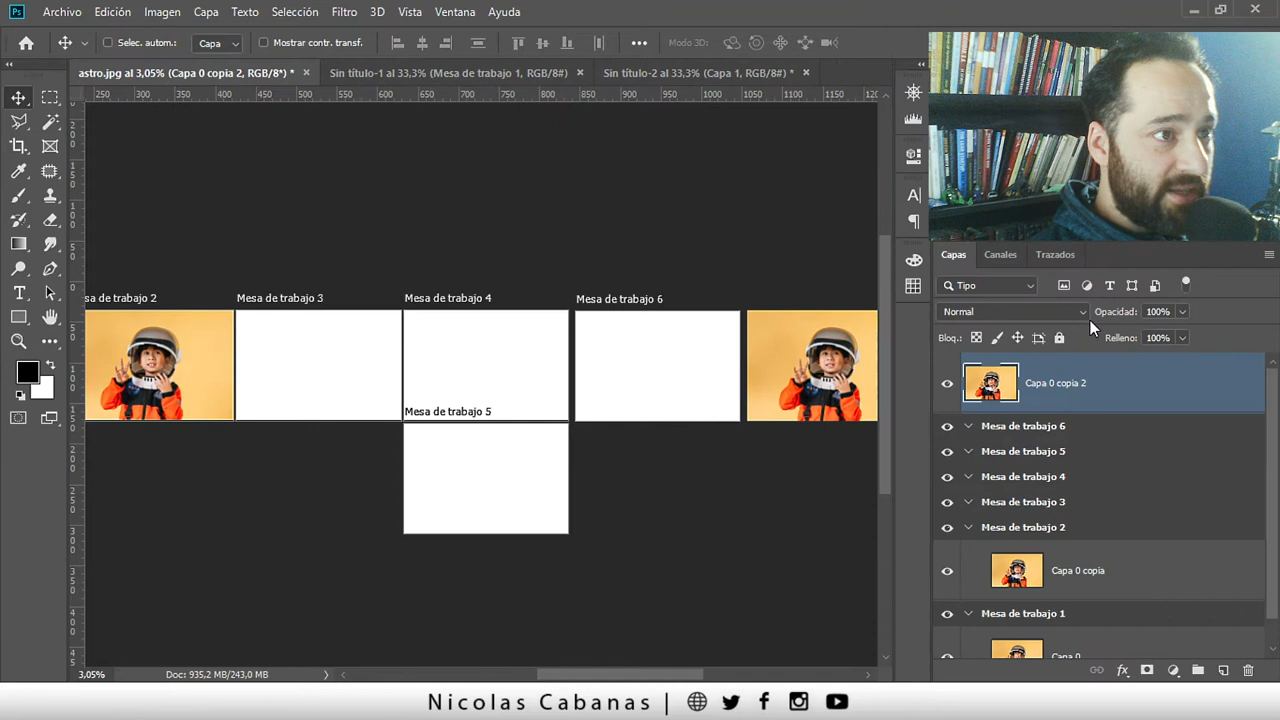 Ps Archivo Edición Imagen Capa Texto Selección Filtro 3D Vista Ventana Ayuda
Selec. autom.: Capa Mostrar contr. transf. Modo 3D:
astro.jpg al 3,05% (Capa 0 copia 2, RGB/8*) * Sin título-1 al 33,3% (Mesa de trabajo 1, RGB/8#) * Sin título-2 al 33,3% (Capa 1, RGB/8#) *
250 300 350 400 450 500 550 600 650 700 750 800 850 900 950 1000 1050 1100 1150 120
sa de trabajo 2 Mesa de trabajo 3 Mesa de trabajo 4 Mesa de trabajo 6
Mesa de trabajo 5
Capas Canales Trazados
Tipo
Normal Opacidad: 100%
Bloq.: Relleno: 100%
Capa 0 copia 2
Mesa de trabajo 6
Mesa de trabajo 5
Mesa de trabajo 4
Mesa de trabajo 3
Mesa de trabajo 2
Capa 0 copia
Mesa de trabajo 1
Capa 0
3,05% Doc: 935,2 MB/243,0 MB
Nicolas Cabanas |